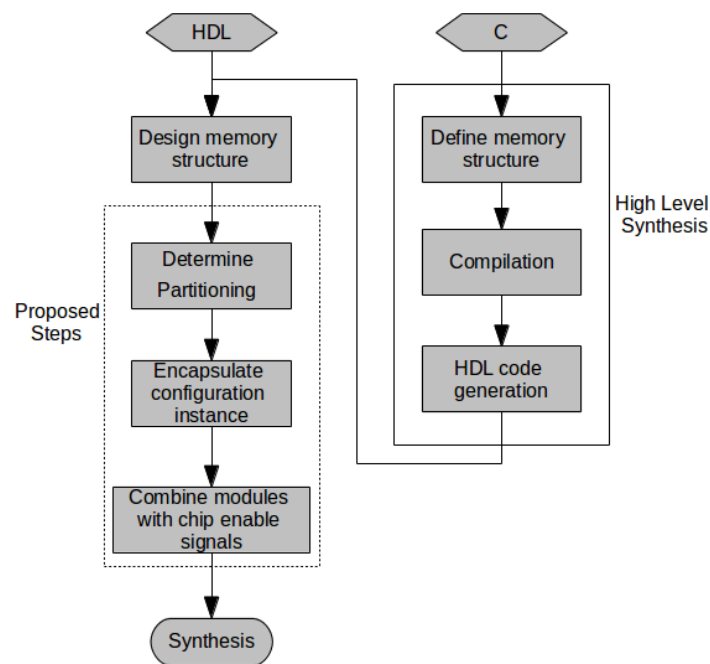 HDL
Design memory
structure
Proposed
Steps
Determine
Partitioning
Encapsulate
configuration
instance
Combine modules
with chip enable
signals
Synthesis
C
Define memory
structure
Compilation
HDL code
generation
High Level
Synthesis